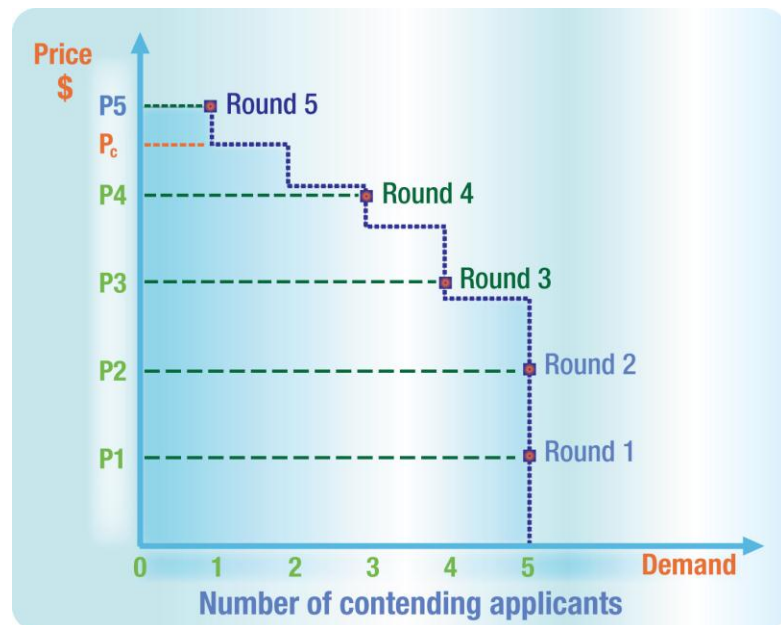 Price
$
P5
Round 5
Pc
P4
Round 4
P3
Round 3
P2
Round 2
P1
Round 1
0 1 2 3 4 5 Demand
Number of contending applicants